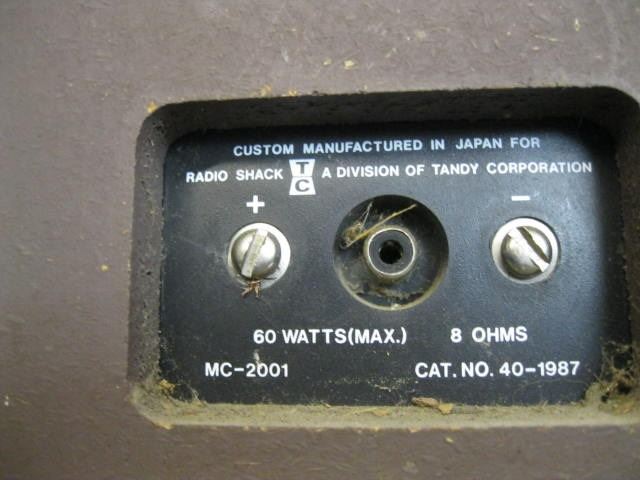 CUSTOM MANUFACTURED IN JAPAN FOR
RADIO SHACK TC A DIVISION OF TANDY CORPORATION
+ −
60 WATTS(MAX.) 8 OHMS
MC-2001 CAT. NO. 40-1987